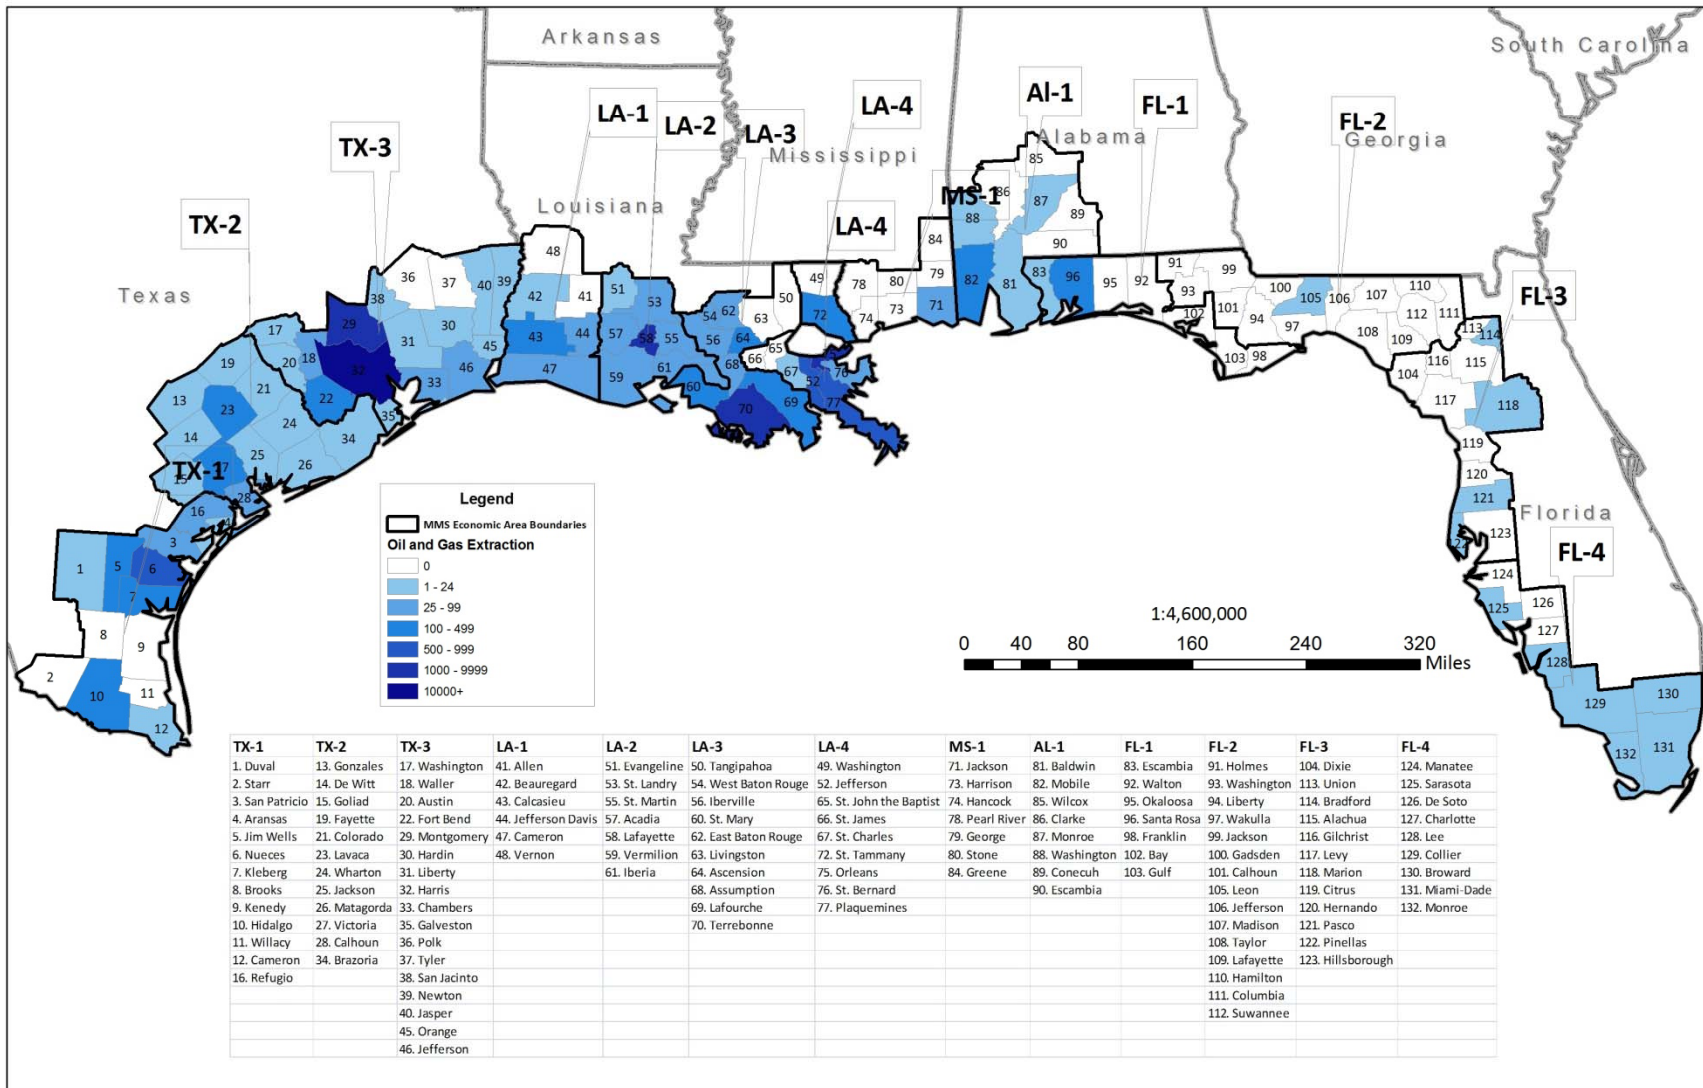 Arkansas
South Carolina
LA-1
LA-2
LA-3
LA-4
Al-1
FL-1
FL-2
TX-3
Mississippi
Alabama
Georgia
TX-2
Louisiana
MS-1
LA-4
Texas
FL-3
TX-1
Florida
FL-4
Legend
MMS Economic Area Boundaries
Oil and Gas Extraction
0
1 - 24
25 - 99
100 - 499
500 - 999
1000 - 9999
10000+
1:4,600,000
0 40 80 160 240 320
Miles
TX-1 TX-2 TX-3 LA-1 LA-2 LA-3 LA-4 MS-1 AL-1 FL-1 FL-2 FL-3 FL-4
1. Duval 13. Gonzales 17. Washington 41. Allen 51. Evangeline 50. Tangipahoa 49. Washington 71. Jackson 81. Baldwin 83. Escambia 91. Holmes 104. Dixie 124. Manatee
2. Starr 14. De Witt 18. Waller 42. Beauregard 53. St. Landry 54. West Baton Rouge 52. Jefferson 73. Harrison 82. Mobile 92. Walton 93. Washington 113. Union 125. Sarasota
3. San Patricio 15. Goliad 20. Austin 43. Calcasieu 55. St. Martin 56. Iberville 65. St. John the Baptist 74. Hancock 85. Wilcox 95. Okaloosa 94. Liberty 114. Bradford 126. De Soto
4. Aransas 19. Fayette 22. Fort Bend 44. Jefferson Davis 57. Acadia 60. St. Mary 66. St. James 78. Pearl River 86. Clarke 96. Santa Rosa 97. Wakulla 115. Alachua 127. Charlotte
5. Jim Wells 21. Colorado 29. Montgomery 47. Cameron 58. Lafayette 62. East Baton Rouge 67. St. Charles 79. George 87. Monroe 98. Franklin 99. Jackson 116. Gilchrist 128. Lee
6. Nueces 23. Lavaca 30. Hardin 48. Vernon 59. Vermilion 63. Livingston 72. St. Tammany 80. Stone 88. Washington 102. Bay 100. Gadsden 117. Levy 129. Collier
7. Kleberg 24. Wharton 31. Liberty 61. Iberia 64. Ascension 75. Orleans 84. Greene 89. Conecuh 103. Gulf 101. Calhoun 118. Marion 130. Broward
8. Brooks 25. Jackson 32. Harris 68. Assumption 76. St. Bernard 90. Escambia 105. Leon 119. Citrus 131. Miami-Dade
9. Kenedy 26. Matagorda 33. Chambers 69. Lafourche 77. Plaquemines 106. Jefferson 120. Hernando 132. Monroe
10. Hidalgo 27. Victoria 35. Galveston 70. Terrebonne 107. Madison 121. Pasco
11. Willacy 28. Calhoun 36. Polk 108. Taylor 122. Pinellas
12. Cameron 34. Brazoria 37. Tyler 109. Lafayette 123. Hillsborough
16. Refugio 38. San Jacinto 110. Hamilton
39. Newton 111. Columbia
40. Jasper 112. Suwannee
45. Orange
46. Jefferson